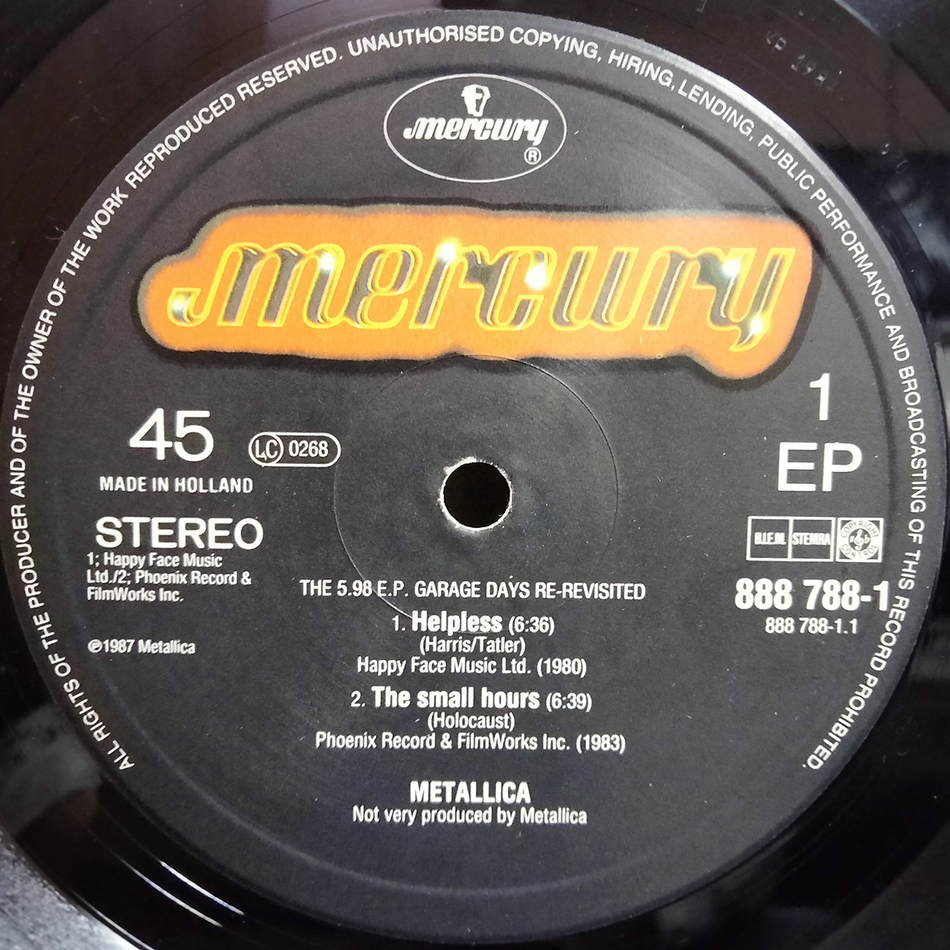 ALL RIGHTS OF THE PRODUCER AND OF THE OWNER OF THE WORK REPRODUCED RESERVED. UNAUTHORISED COPYING, HIRING, LENDING, PUBLIC PERFORMANCE AND BROADCASTING OF THIS RECORD PROHIBITED.
mercury
®
mercury
1
EP
45
LC 0268
MADE IN HOLLAND
STEREO
1; Happy Face Music
Ltd./2; Phoenix Record &
FilmWorks Inc.
℗1987 Metallica
B.I.E.M. STEMRA
888 788-1
888 788-1.1
THE 5.98 E.P. GARAGE DAYS RE-REVISITED
1. Helpless (6:36)
(Harris/Tatler)
Happy Face Music Ltd. (1980)
2. The small hours (6:39)
(Holocaust)
Phoenix Record & FilmWorks Inc. (1983)
METALLICA
Not very produced by Metallica